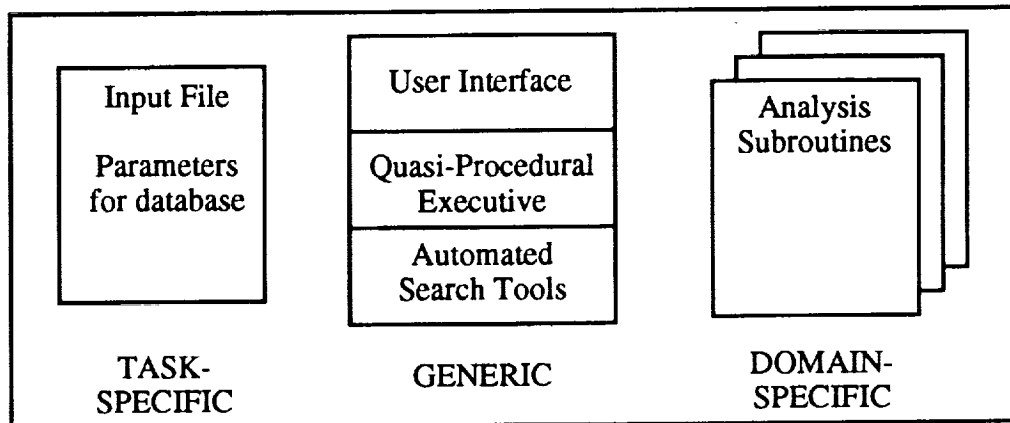 Input File
Parameters
for database
User Interface
Quasi-Procedural
Executive
Automated
Search Tools
Analysis
Subroutines
TASK-
SPECIFIC
GENERIC
DOMAIN-
SPECIFIC